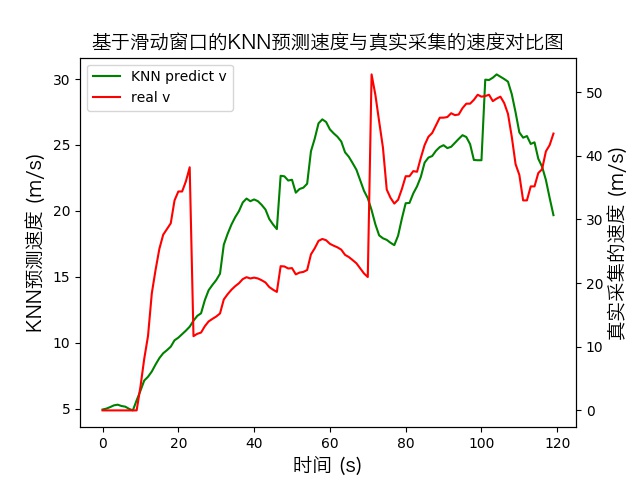 基于滑动窗口的KNN预测速度与真实采集的速度对比图
KNN predict v
real v
KNN预测速度 (m/s)
30
25
20
15
10
5
真实采集的速度 (m/s)
50
40
30
20
10
0
0 20 40 60 80 100 120
时间 (s)